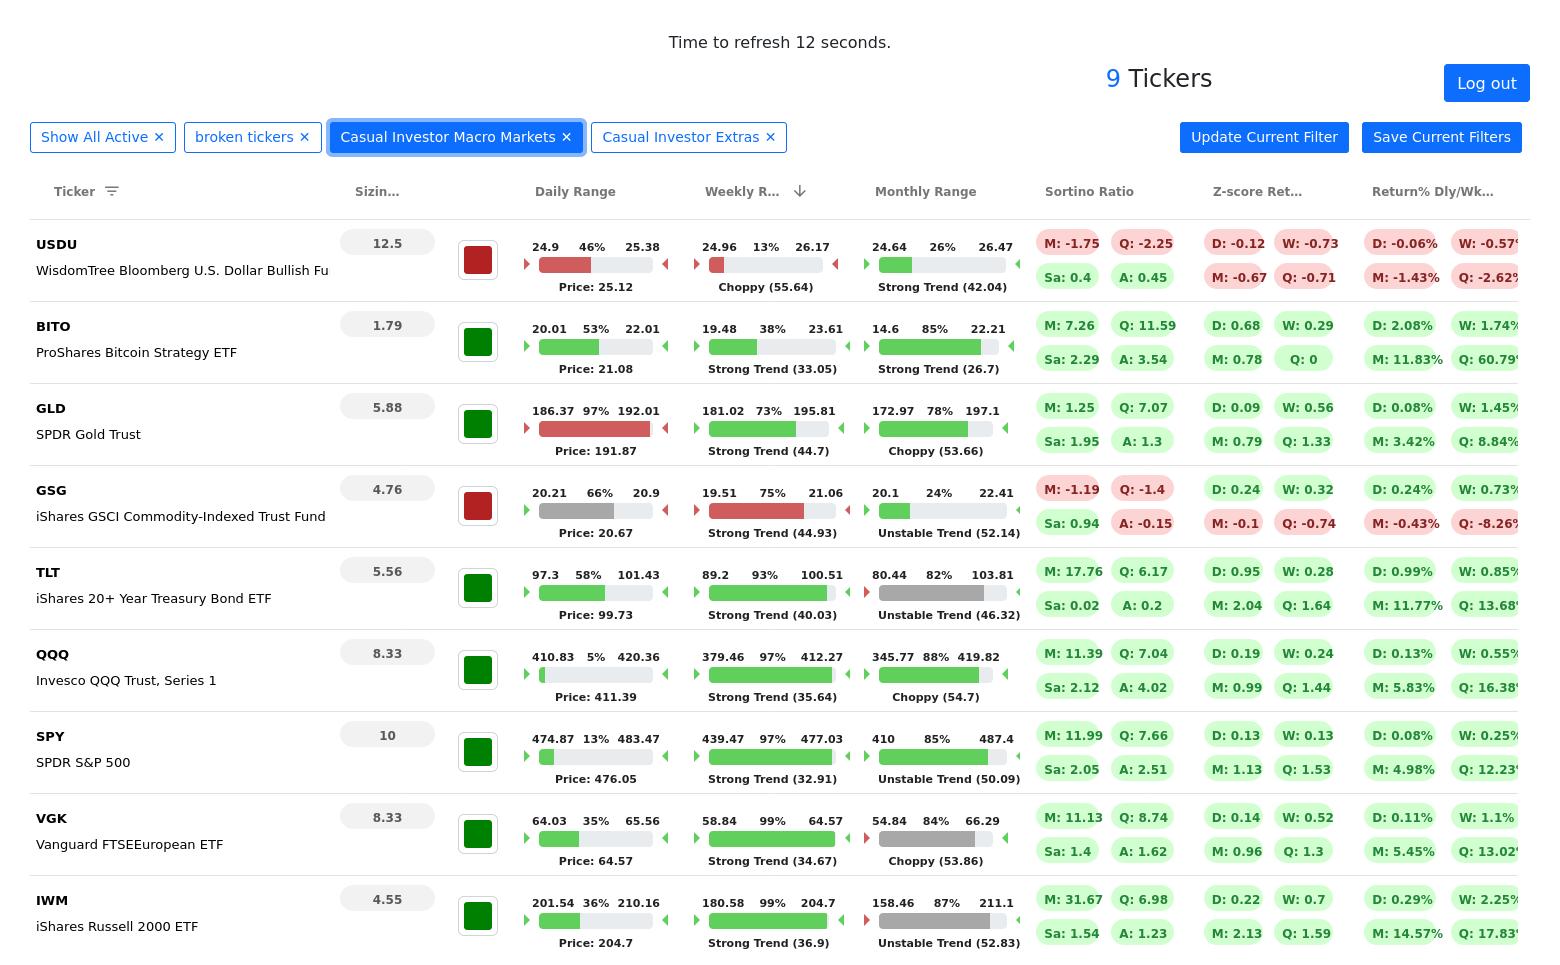 Time to refresh 12 seconds.
9 Tickers
Log out
Show All Active ✕ broken tickers ✕ Casual Investor Macro Markets ✕ Casual Investor Extras ✕ Update Current Filter Save Current Filters
Ticker Sizin... Daily Range Weekly R... Monthly Range Sortino Ratio Z-score Ret... Return% Dly/Wk...
USDU 12.5 24.9 46% 25.38 24.96 13% 26.17 24.64 26% 26.47 M: -1.75 Q: -2.25 D: -0.12 W: -0.73 D: -0.06% W: -0.57%
WisdomTree Bloomberg U.S. Dollar Bullish Fu Price: 25.12 Choppy (55.64) Strong Trend (42.04) Sa: 0.4 A: 0.45 M: -0.67 Q: -0.71 M: -1.43% Q: -2.62%
BITO 1.79 20.01 53% 22.01 19.48 38% 23.61 14.6 85% 22.21 M: 7.26 Q: 11.59 D: 0.68 W: 0.29 D: 2.08% W: 1.74%
ProShares Bitcoin Strategy ETF Price: 21.08 Strong Trend (33.05) Strong Trend (26.7) Sa: 2.29 A: 3.54 M: 0.78 Q: 0 M: 11.83% Q: 60.79%
GLD 5.88 186.37 97% 192.01 181.02 73% 195.81 172.97 78% 197.1 M: 1.25 Q: 7.07 D: 0.09 W: 0.56 D: 0.08% W: 1.45%
SPDR Gold Trust Price: 191.87 Strong Trend (44.7) Choppy (53.66) Sa: 1.95 A: 1.3 M: 0.79 Q: 1.33 M: 3.42% Q: 8.84%
GSG 4.76 20.21 66% 20.9 19.51 75% 21.06 20.1 24% 22.41 M: -1.19 Q: -1.4 D: 0.24 W: 0.32 D: 0.24% W: 0.73%
iShares GSCI Commodity-Indexed Trust Fund Price: 20.67 Strong Trend (44.93) Unstable Trend (52.14) Sa: 0.94 A: -0.15 M: -0.1 Q: -0.74 M: -0.43% Q: -8.26%
TLT 5.56 97.3 58% 101.43 89.2 93% 100.51 80.44 82% 103.81 M: 17.76 Q: 6.17 D: 0.95 W: 0.28 D: 0.99% W: 0.85%
iShares 20+ Year Treasury Bond ETF Price: 99.73 Strong Trend (40.03) Unstable Trend (46.32) Sa: 0.02 A: 0.2 M: 2.04 Q: 1.64 M: 11.77% Q: 13.68%
QQQ 8.33 410.83 5% 420.36 379.46 97% 412.27 345.77 88% 419.82 M: 11.39 Q: 7.04 D: 0.19 W: 0.24 D: 0.13% W: 0.55%
Invesco QQQ Trust, Series 1 Price: 411.39 Strong Trend (35.64) Choppy (54.7) Sa: 2.12 A: 4.02 M: 0.99 Q: 1.44 M: 5.83% Q: 16.38%
SPY 10 474.87 13% 483.47 439.47 97% 477.03 410 85% 487.4 M: 11.99 Q: 7.66 D: 0.13 W: 0.13 D: 0.08% W: 0.25%
SPDR S&P 500 Price: 476.05 Strong Trend (32.91) Unstable Trend (50.09) Sa: 2.05 A: 2.51 M: 1.13 Q: 1.53 M: 4.98% Q: 12.23%
VGK 8.33 64.03 35% 65.56 58.84 99% 64.57 54.84 84% 66.29 M: 11.13 Q: 8.74 D: 0.14 W: 0.52 D: 0.11% W: 1.1%
Vanguard FTSEEuropean ETF Price: 64.57 Strong Trend (34.67) Choppy (53.86) Sa: 1.4 A: 1.62 M: 0.96 Q: 1.3 M: 5.45% Q: 13.02%
IWM 4.55 201.54 36% 210.16 180.58 99% 204.7 158.46 87% 211.1 M: 31.67 Q: 6.98 D: 0.22 W: 0.7 D: 0.29% W: 2.25%
iShares Russell 2000 ETF Price: 204.7 Strong Trend (36.9) Unstable Trend (52.83) Sa: 1.54 A: 1.23 M: 2.13 Q: 1.59 M: 14.57% Q: 17.83%